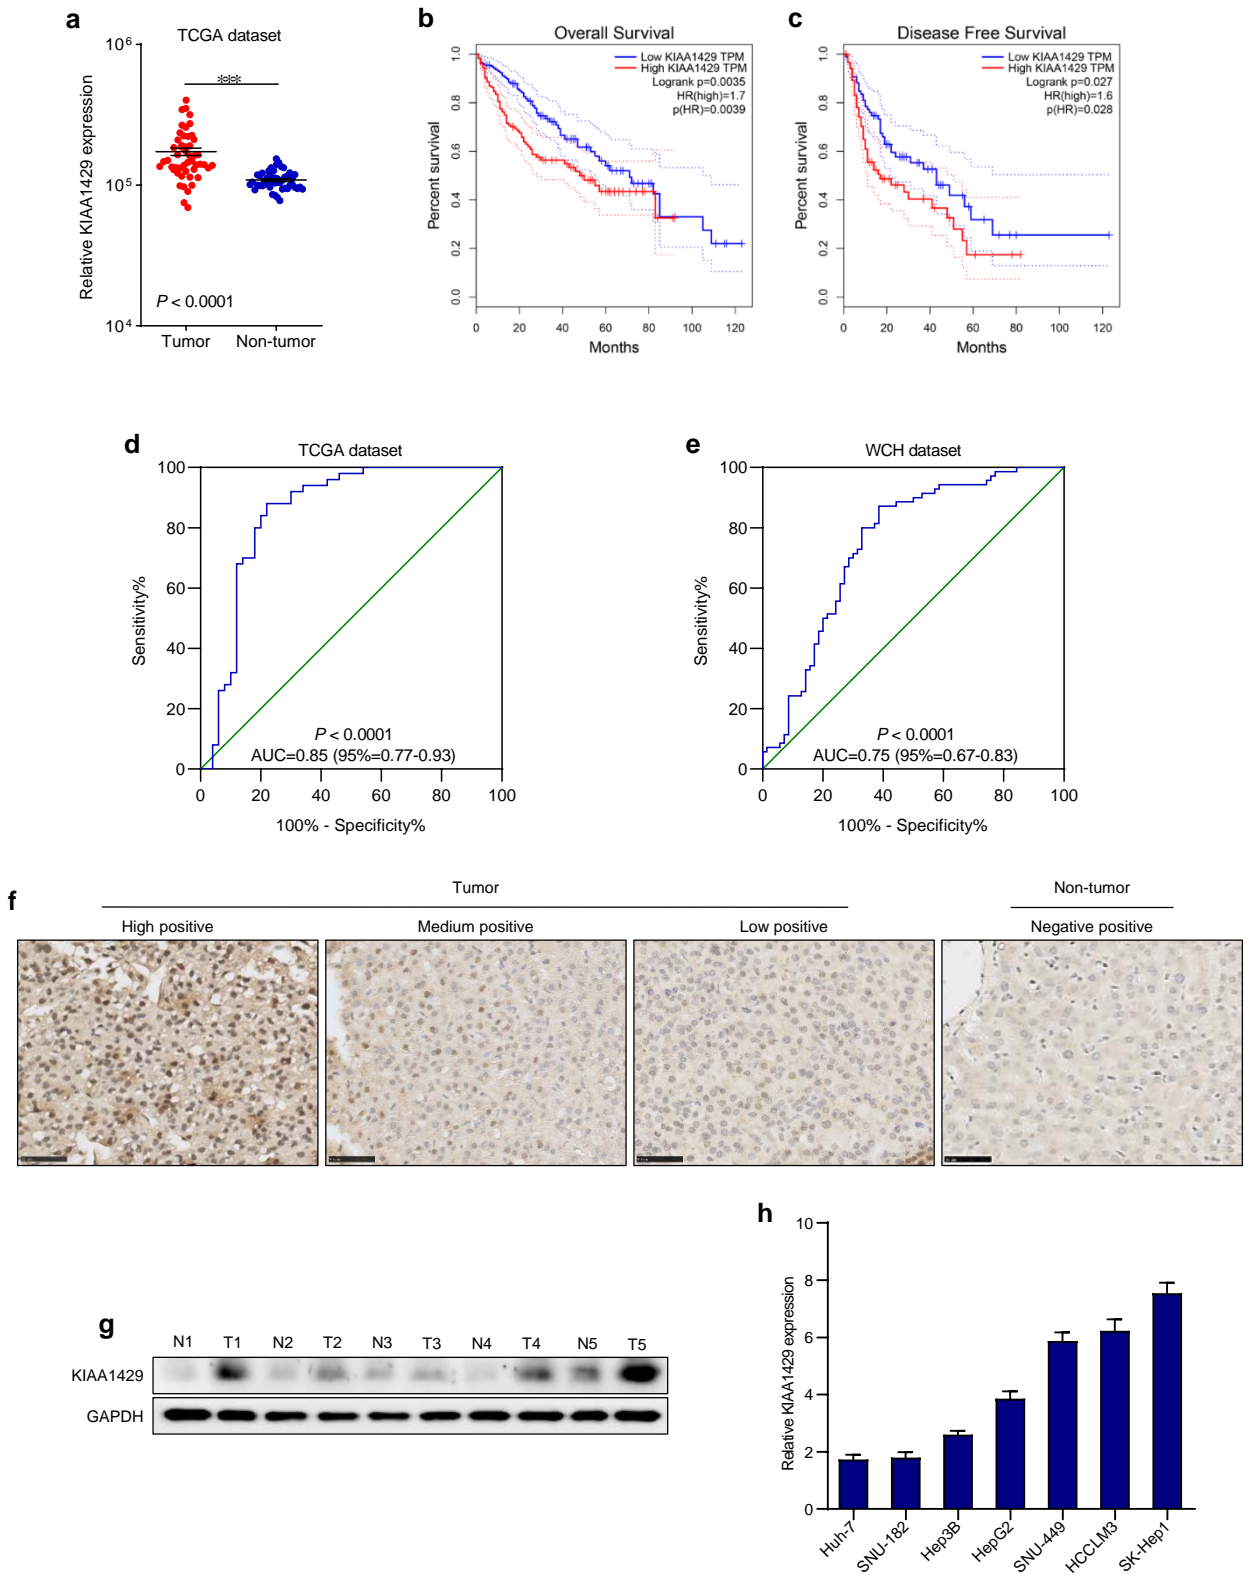 a
TCGA dataset
10⁶
10⁵
10⁴
Relative KIAA1429 expression
***
P < 0.0001
Tumor
Non-tumor
b
Overall Survival
Low KIAA1429 TPM
High KIAA1429 TPM
Logrank p=0.0035
HR(high)=1.7
p(HR)=0.0039
Percent survival
1.0
0.8
0.6
0.4
0.2
0.0
0 20 40 60 80 100 120
Months
c
Disease Free Survival
Low KIAA1429 TPM
High KIAA1429 TPM
Logrank p=0.027
HR(high)=1.6
p(HR)=0.028
Percent survival
1.0
0.8
0.6
0.4
0.2
0.0
0 20 40 60 80 100 120
Months
d
TCGA dataset
Sensitivity%
100
80
60
40
20
0
P < 0.0001
AUC=0.85 (95%=0.77-0.93)
0 20 40 60 80 100
100% - Specificity%
e
WCH dataset
Sensitivity%
100
80
60
40
20
0
P < 0.0001
AUC=0.75 (95%=0.67-0.83)
0 20 40 60 80 100
100% - Specificity%
f
Tumor
Non-tumor
High positive
Medium positive
Low positive
Negative positive
g
N1 T1 N2 T2 N3 T3 N4 T4 N5 T5
KIAA1429
GAPDH
h
Relative KIAA1429 expression
10
8
6
4
2
0
Huh-7
SNU-182
Hep3B
HepG2
SNU-449
HCCLM3
SK-Hep1